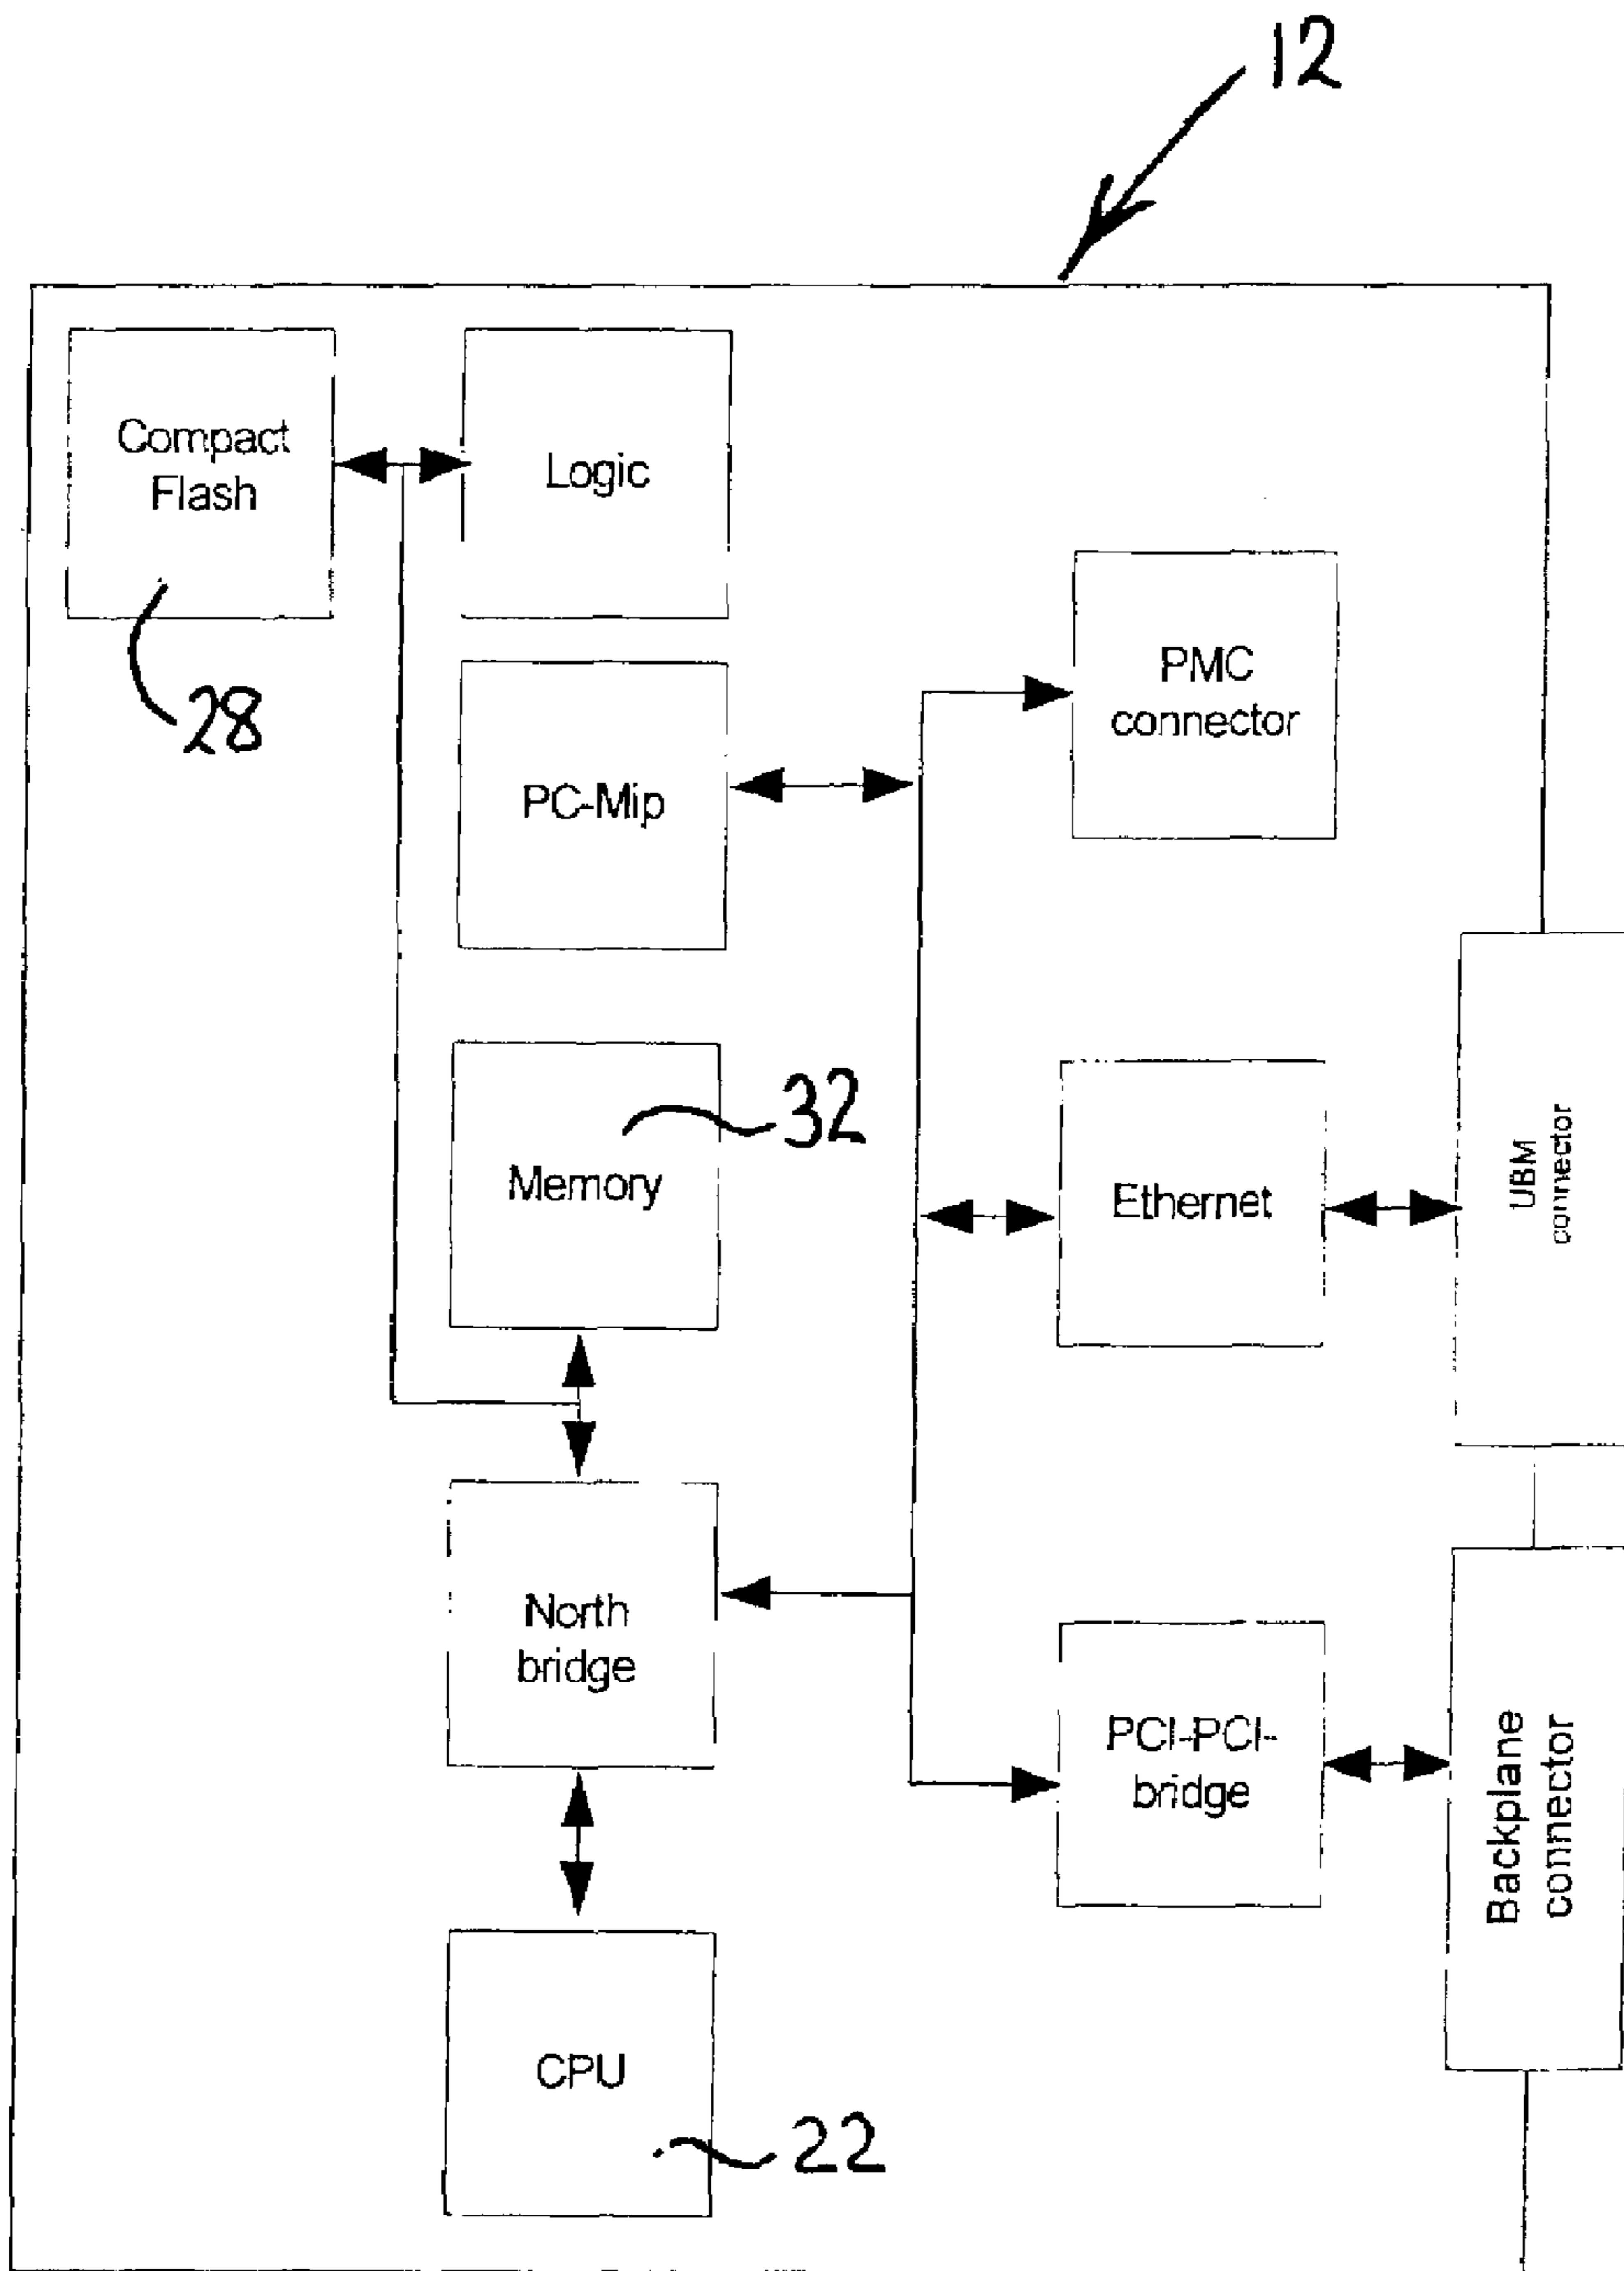 12
Compact
Flash
28
Logic
PC-Mip
PMC
connector
Memory
32
Ethernet
UBM
connector
North
bridge
PCI-PCI-
bridge
Backplane
connector
CPU
22